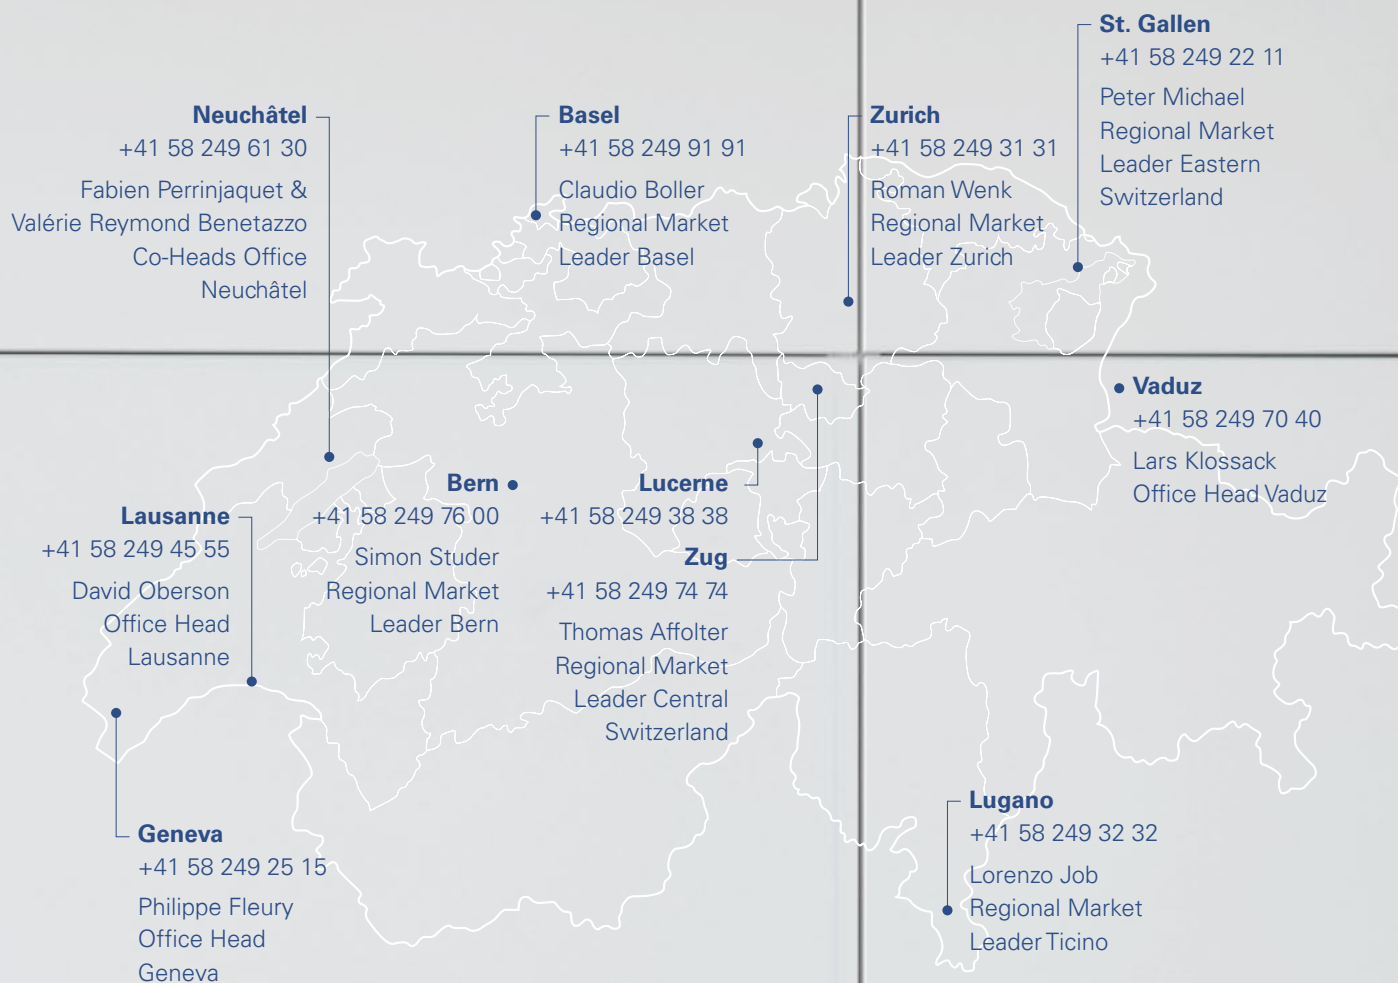 St. Gallen
+41 58 249 22 11
Peter Michael
Regional Market
Leader Eastern
Switzerland
Neuchâtel
+41 58 249 61 30
Fabien Perrinjaquet &
Valérie Reymond Benetazzo
Co-Heads Office
Neuchâtel
Basel
+41 58 249 91 91
Claudio Boller
Regional Market
Leader Basel
Zurich
+41 58 249 31 31
Roman Wenk
Regional Market
Leader Zurich
Vaduz
+41 58 249 70 40
Lars Klossack
Office Head Vaduz
Bern
+41 58 249 76 00
Simon Studer
Regional Market
Leader Bern
Lucerne
+41 58 249 38 38
Zug
+41 58 249 74 74
Thomas Affolter
Regional Market
Leader Central
Switzerland
Lausanne
+41 58 249 45 55
David Oberson
Office Head
Lausanne
Geneva
+41 58 249 25 15
Philippe Fleury
Office Head
Geneva
Lugano
+41 58 249 32 32
Lorenzo Job
Regional Market
Leader Ticino